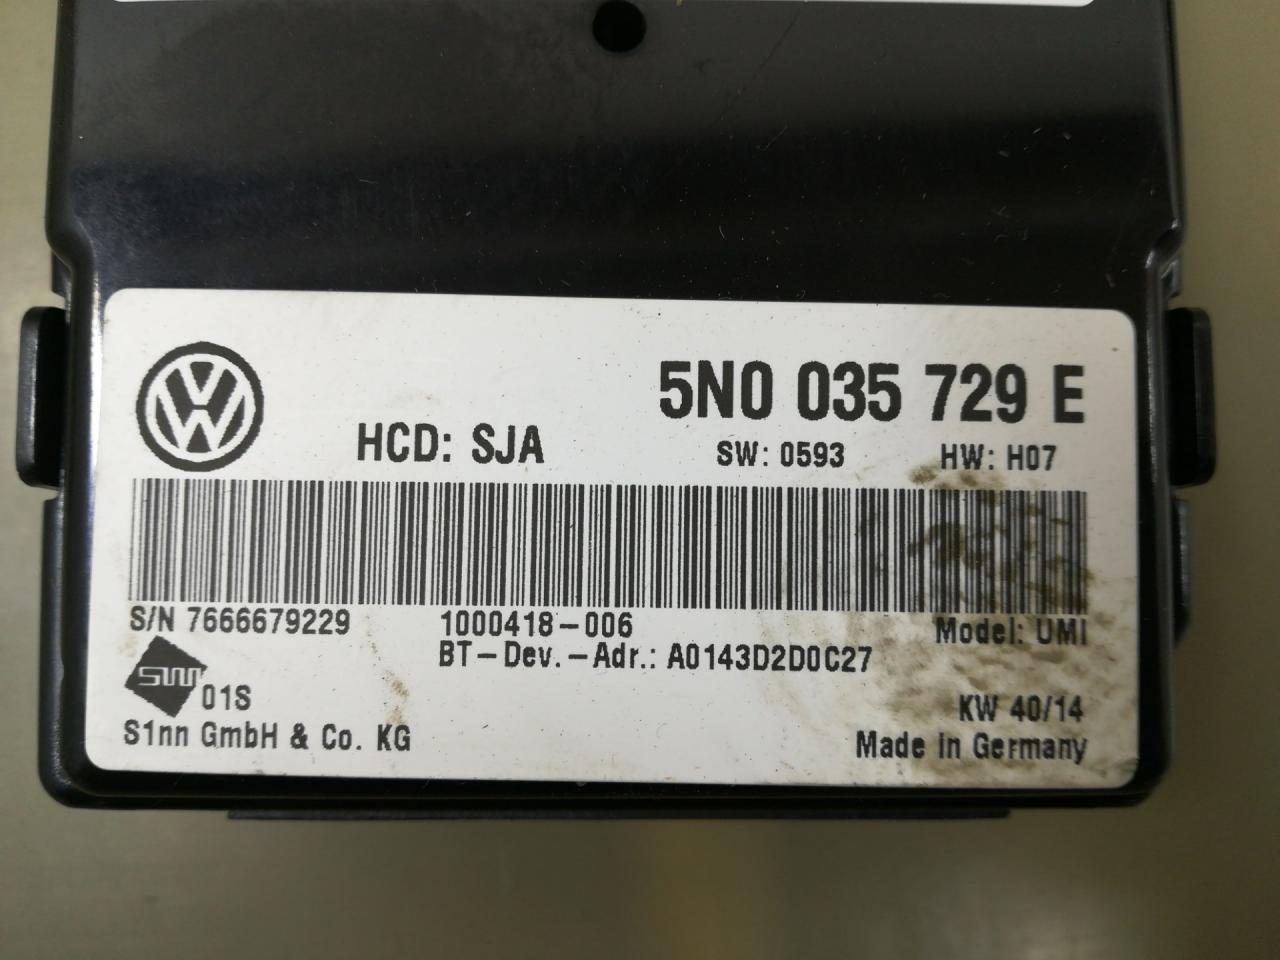 5N0 035 729 E
HCD: SJA
SW: 0593 HW: H07
S/N 7666679229 1000418-006 Model: UMI
BT-Dev.-Adr.: A0143D2D0C27
01S
KW 40/14
S1nn GmbH & Co. KG
Made in Germany